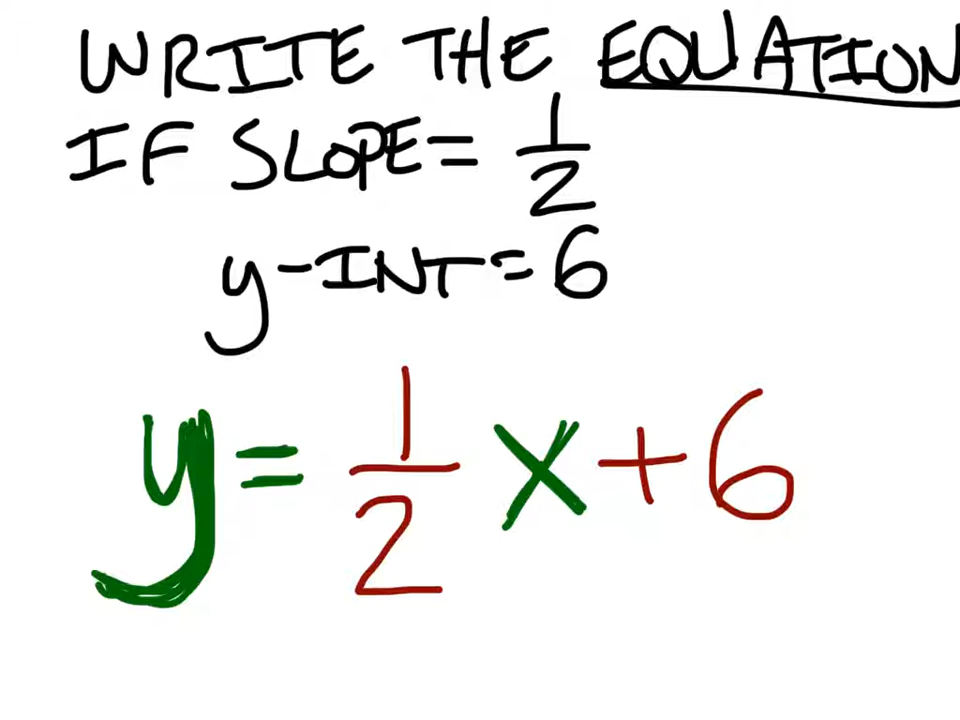 WRITE THE EQUATION
IF SLOPE = 1/2
y-INT = 6
y = 1/2 x + 6